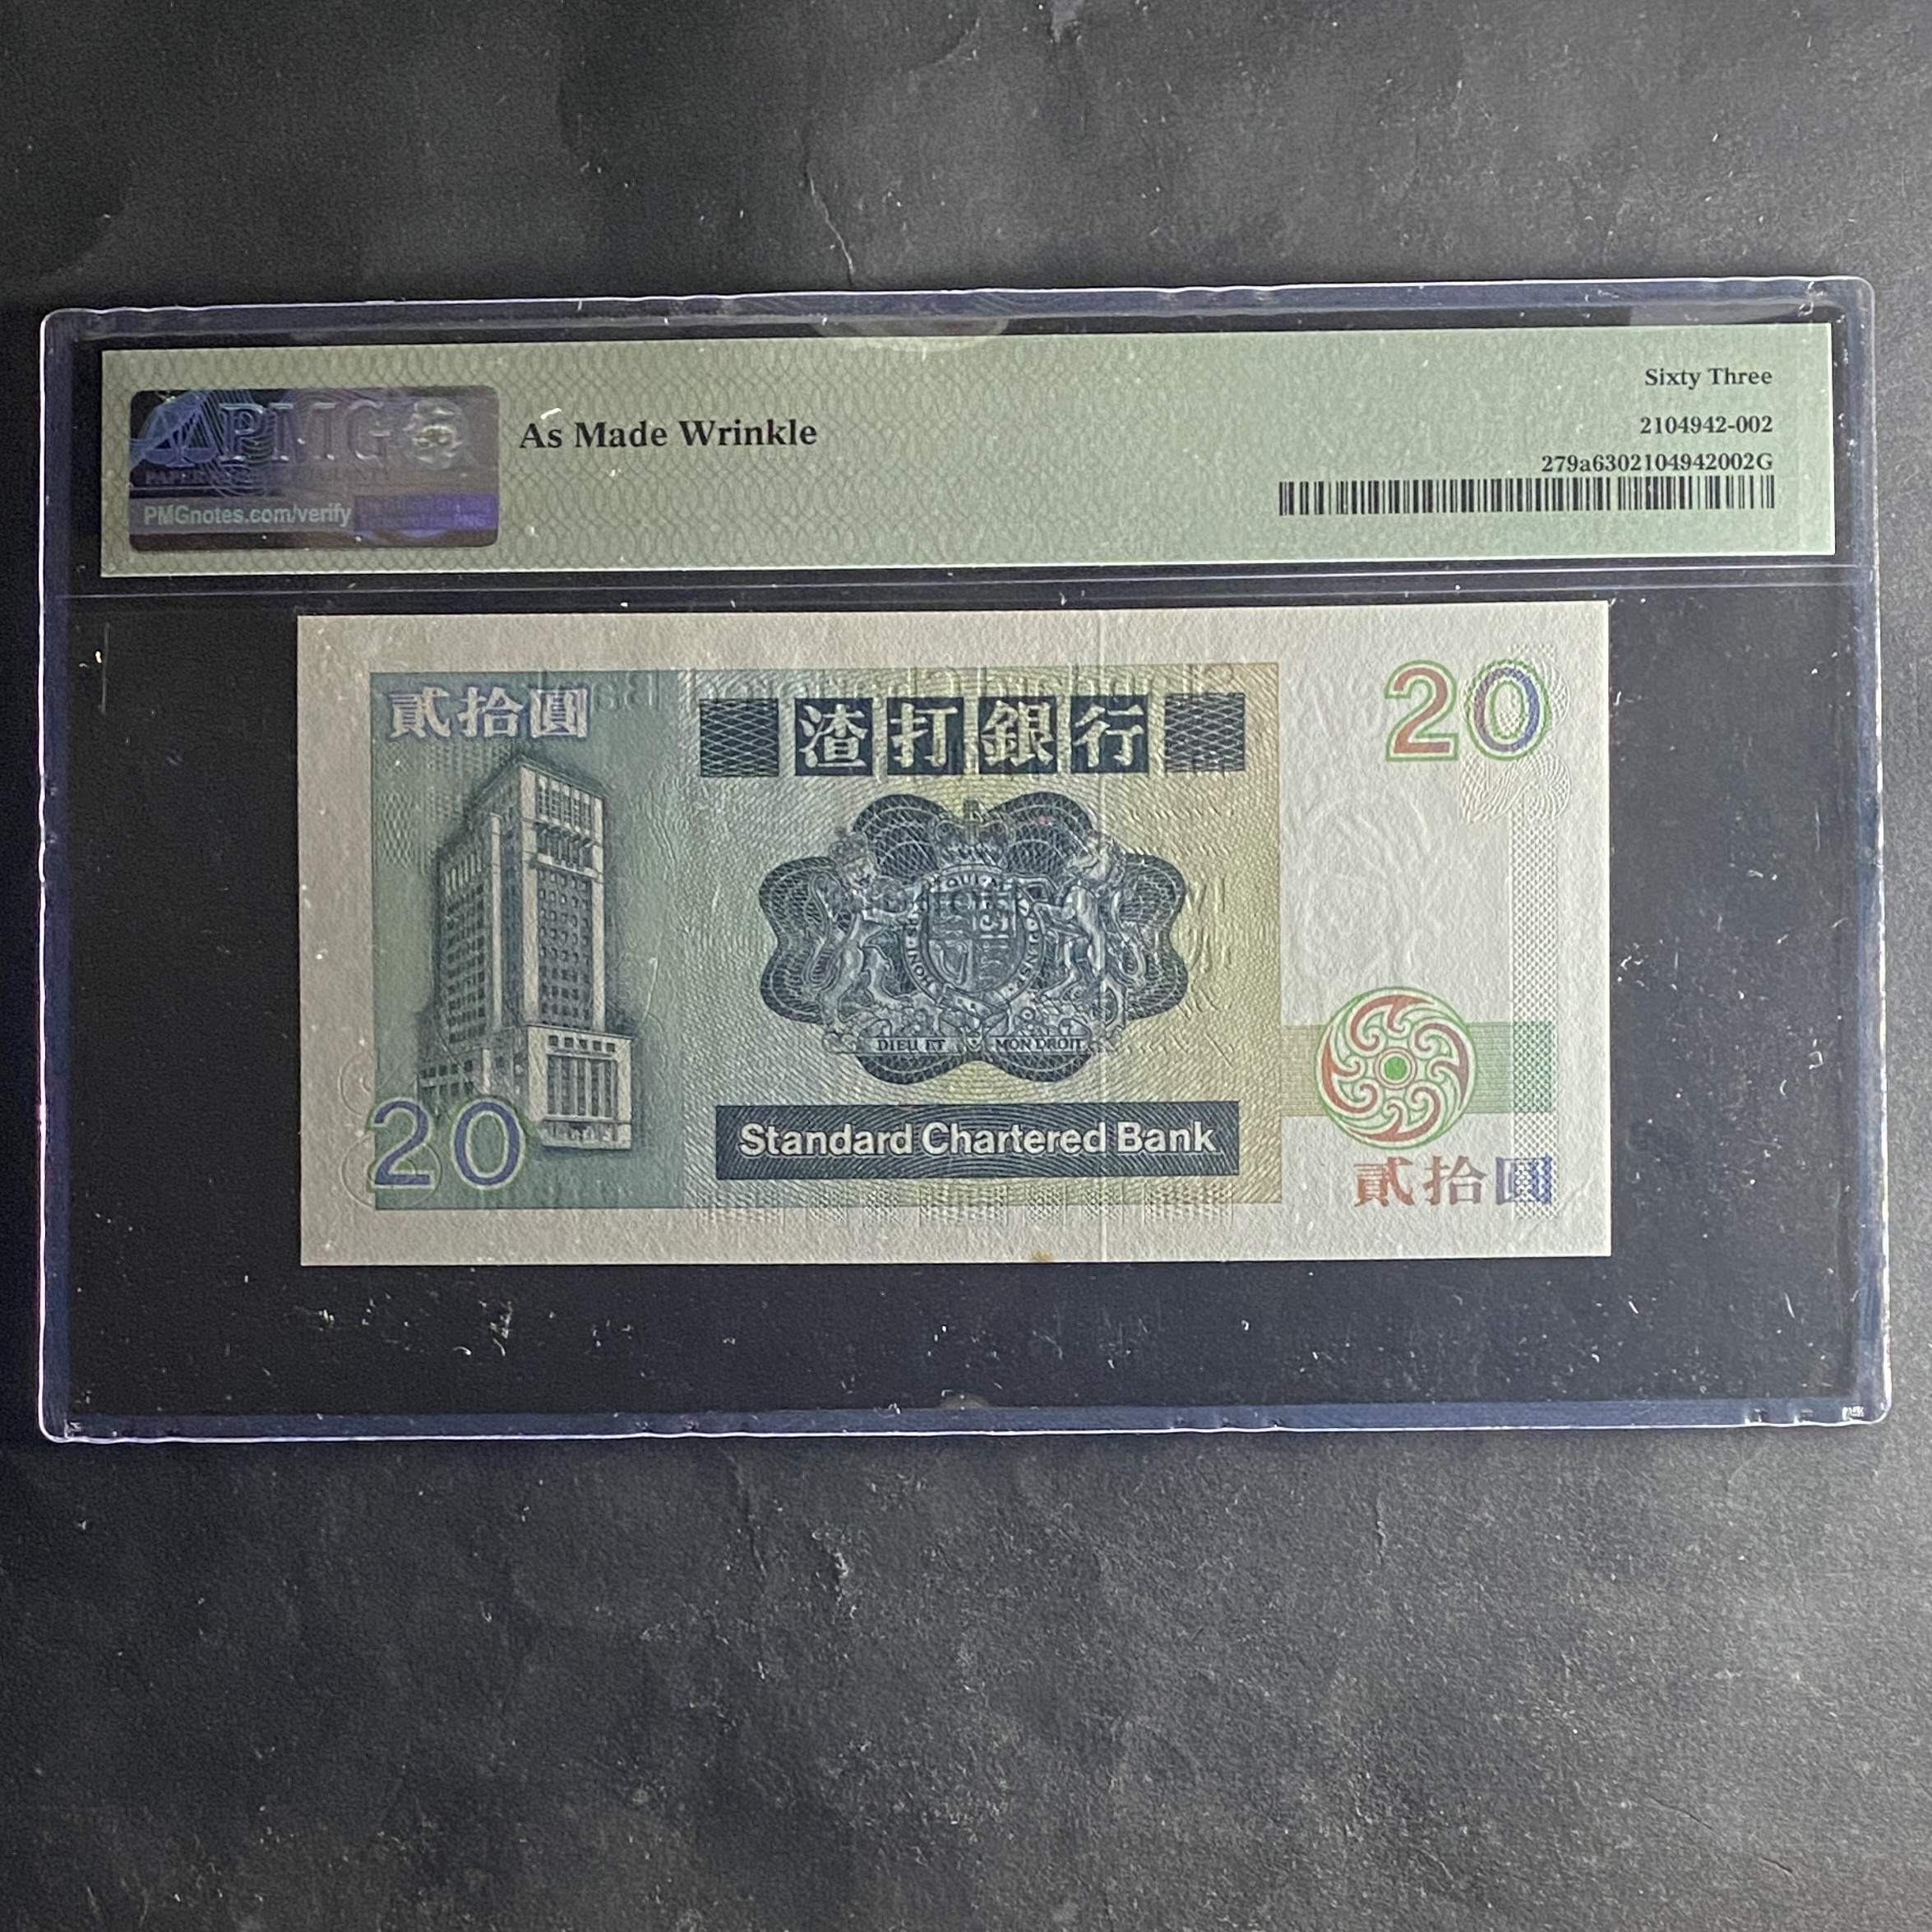 PMG
PMGnotes.com/verify
As Made Wrinkle
Sixty Three
2104942-002
279a6302104942002G
貳拾圓
渣打銀行
20
DIEU ET MON DROIT
20
Standard Chartered Bank
貳拾圓